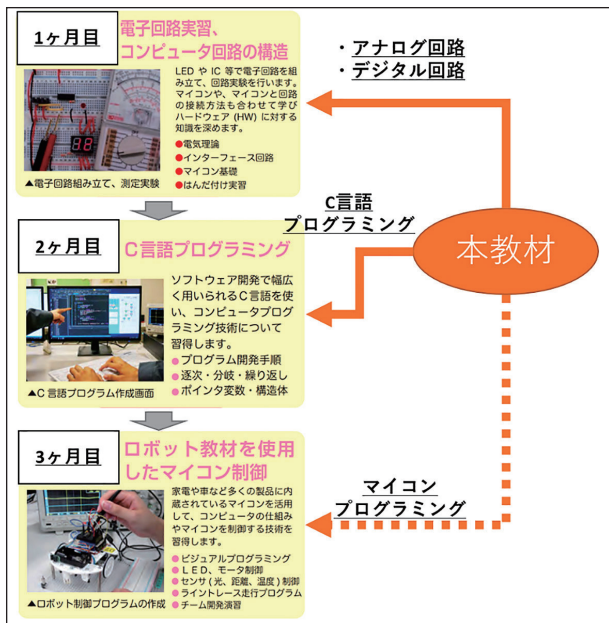 1ヶ月目
電子回路実習、
コンピュータ回路の構造
LED や IC 等で電子回路を組
み立て、回路実験を行います。
マイコンや、マイコンと回路
の接続方法も合わせて学び
ハードウェア (HW) に対する
知識を深めます。
●電気理論
●インターフェース回路
●マイコン基礎
●はんだ付け実習
▲電子回路組み立て、測定実験
・アナログ回路
・デジタル回路
C言語
プログラミング
本教材
2ヶ月目
C言語プログラミング
ソフトウェア開発で幅広
く用いられるC言語を使
い、コンピュータプログ
ラミング技術について
習得します。
●プログラム開発手順
●逐次・分岐・繰り返し
●ポインタ変数・構造体
▲C 言語プログラム作成画面
3ヶ月目
ロボット教材を使用
したマイコン制御
家電や車など多くの製品に内
蔵されているマイコンを活用
して、コンピュータの仕組み
やマイコンを制御する技術を
習得します。
●ビジュアルプログラミング
●LED、モータ制御
●センサ(光、距離、温度)制御
●ライントレース走行プログラム
●チーム開発演習
▲ロボット制御プログラムの作成
マイコン
プログラミング